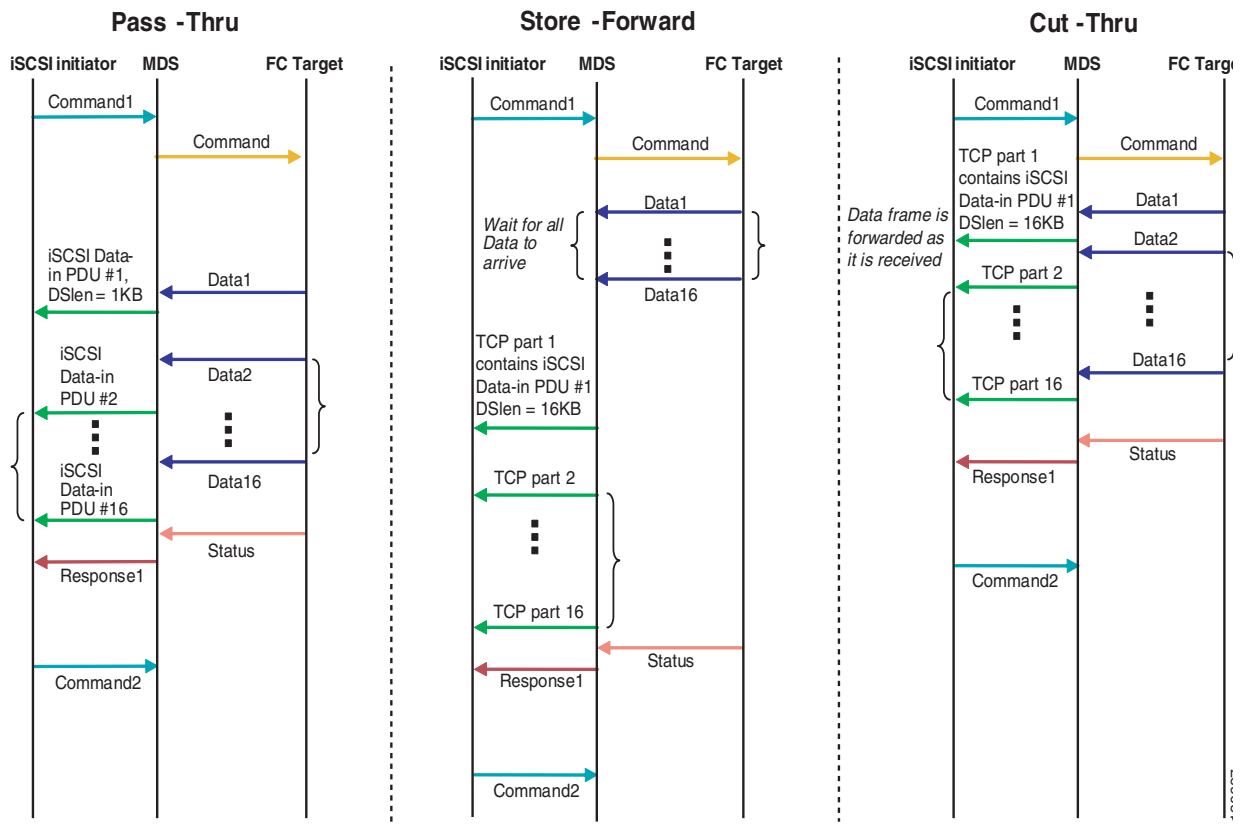 Pass -Thru
iSCSI initiator MDS FC Target
Command1
Command
iSCSI Data-
in PDU #1,
DSlen = 1KB
Data1
iSCSI
Data-in
PDU #2
Data2
iSCSI
Data-in
PDU #16
Data16
Status
Response1
Command2
Store -Forward
iSCSI initiator MDS FC Target
Command1
Command
Data1
Wait for all
Data to
arrive
Data16
TCP part 1
contains iSCSI
Data-in PDU #1
DSlen = 16KB
TCP part 2
TCP part 16
Status
Response1
Command2
Cut -Thru
iSCSI initiator MDS FC Targe
Command1
Command
TCP part 1
contains iSCSI
Data-in PDU #1
DSlen = 16KB
Data1
Data frame is
forwarded as
it is received
Data2
TCP part 2
Data16
TCP part 16
Status
Response1
Command2